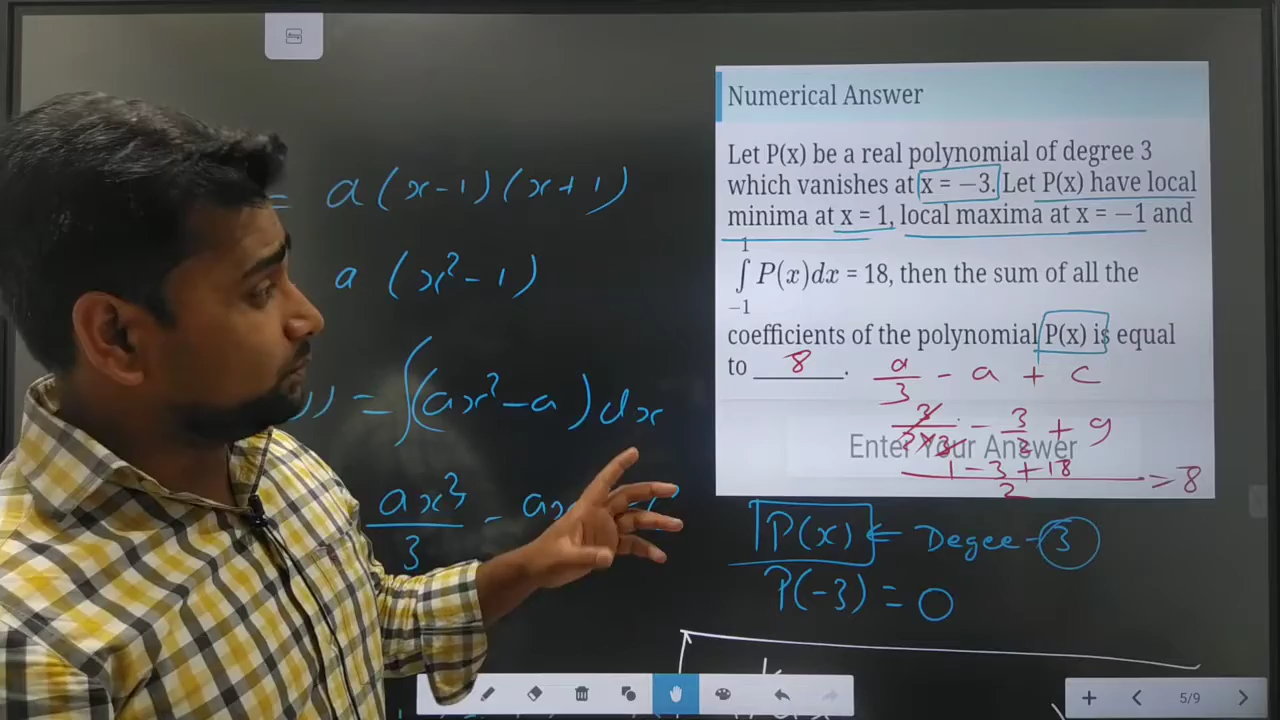 Numerical Answer
Let P(x) be a real polynomial of degree 3
which vanishes at x = −3. Let P(x) have local
minima at x = 1, local maxima at x = −1 and
1
∫ P(x)dx = 18, then the sum of all the
−1
coefficients of the polynomial P(x) is equal
to 8 .
a/3 - a + c
3/(2×3) - 3/2 + 9
Enter Your Answer
1 - 3 + 18 / 2 = 8
= a(x-1)(x+1)
a (x² - 1)
= ∫(ax² - a) dx
ax³/3 -
P(x) ← Degee - 3
P(-3) = 0
5/9